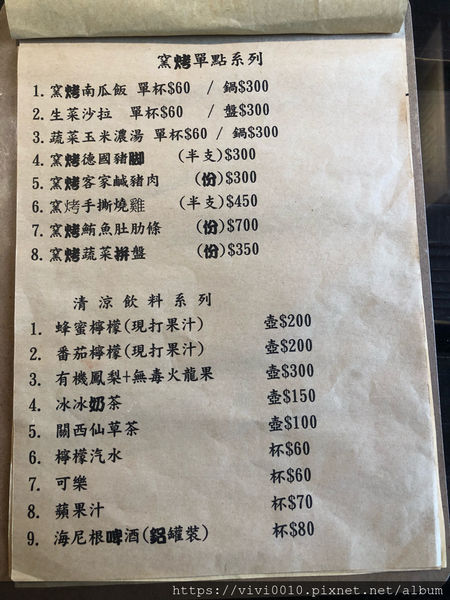 窯烤單點系列
1. 窯烤南瓜飯 單杯$60 / 鍋$300
2. 生菜沙拉 單杯$60 / 盤$300
3. 蔬菜玉米濃湯 單杯$60 / 鍋$300
4. 窯烤德國豬腳 (半支)$300
5. 窯烤客家鹹豬肉 (份)$300
6. 窯烤手撕燒雞 (半支)$450
7. 窯烤鮪魚肚肋條 (份)$700
8. 窯烤蔬菜拼盤 (份)$350
清涼飲料系列
1. 蜂蜜檸檬(現打果汁) 壺$200
2. 番茄檸檬(現打果汁) 壺$200
3. 有機鳳梨+無毒火龍果 壺$300
4. 冰冰奶茶 壺$150
5. 關西仙草茶 壺$100
6. 檸檬汽水 杯$60
7. 可樂 杯$60
8. 蘋果汁 杯$70
9. 海尼根啤酒(鋁罐裝) 杯$80
https://vivi0010.pixnet.net/album